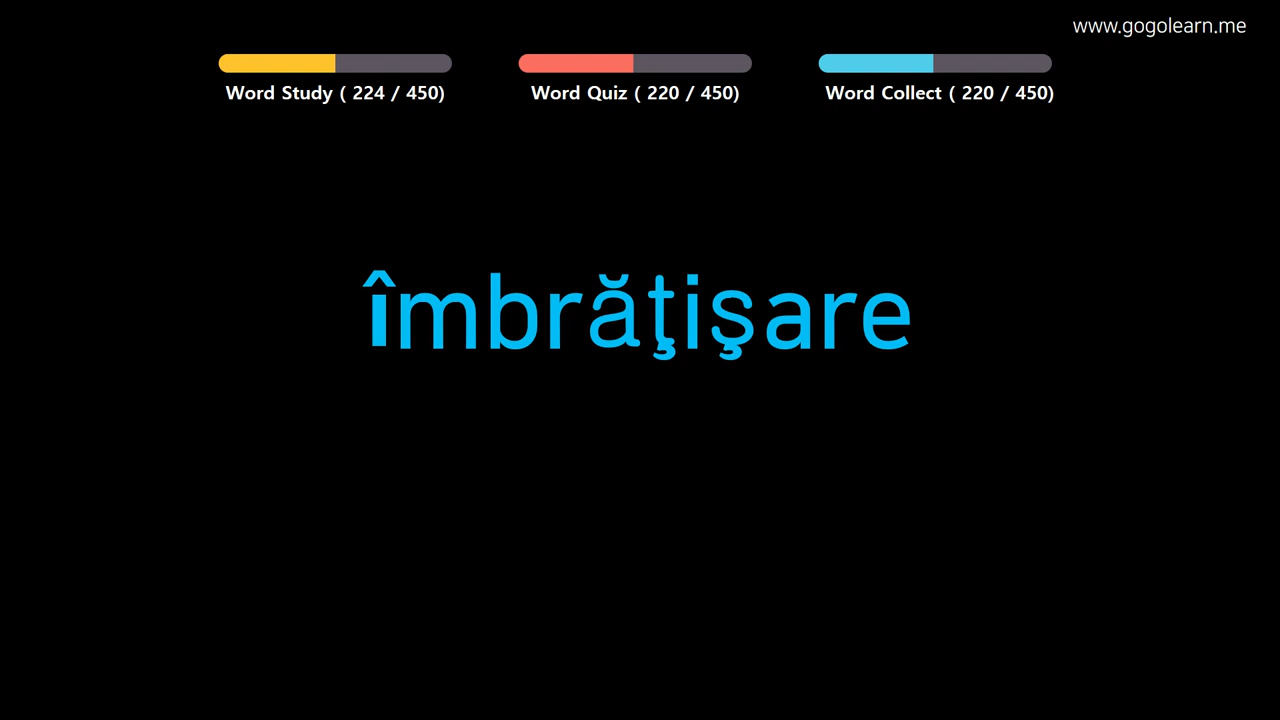 www.gogolearn.me
Word Study ( 224 / 450)
Word Quiz ( 220 / 450)
Word Collect ( 220 / 450)
îmbrăţişare